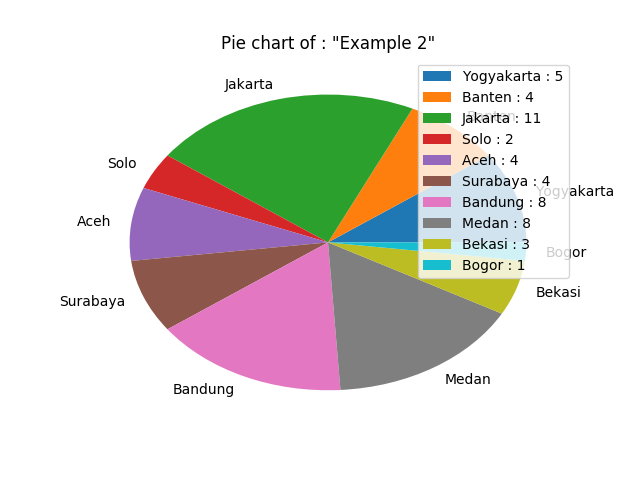 Pie chart of : "Example 2"
Yogyakarta : 5
Banten : 4
Jakarta : 11
Solo : 2
Aceh : 4
Surabaya : 4
Bandung : 8
Medan : 8
Bekasi : 3
Bogor : 1
Jakarta
Banten
Solo
Yogyakarta
Aceh
Bogor
Surabaya
Bekasi
Bandung
Medan